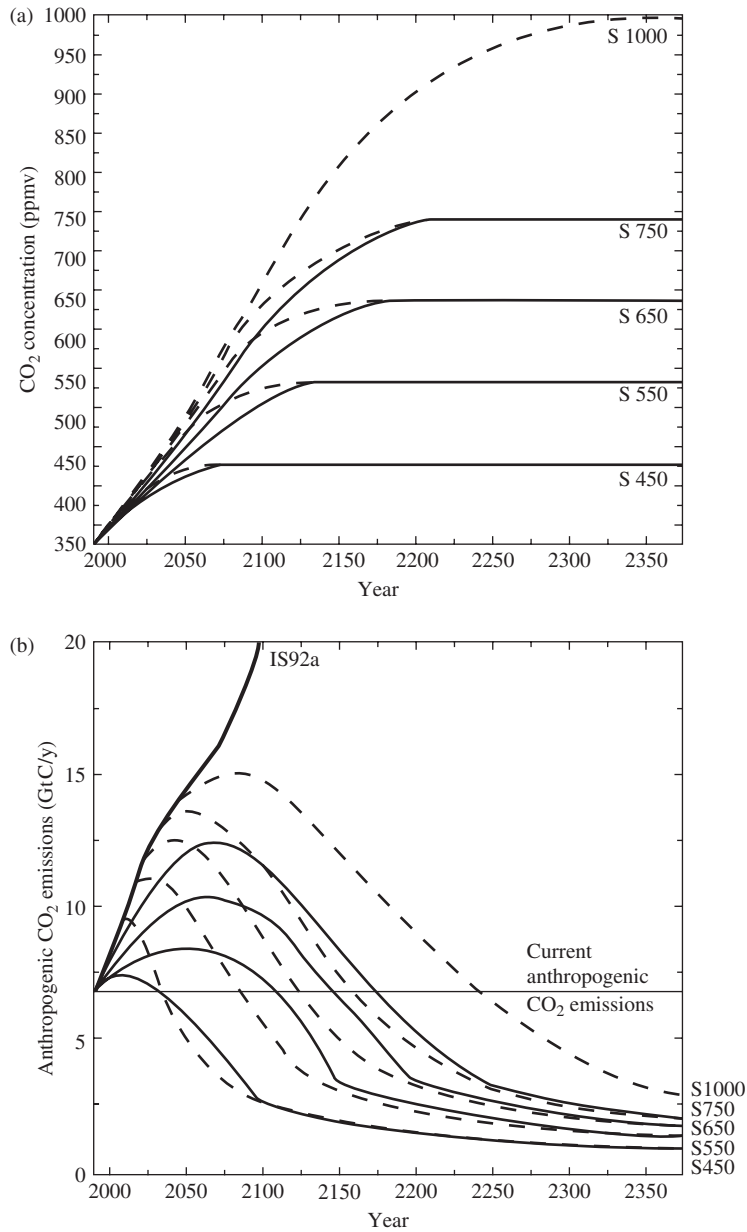 (a)
1000
950
900
850
800
750
700
650
600
550
500
450
400
350
CO₂ concentration (ppmv)
S 1000
S 750
S 650
S 550
S 450
2000 2050 2100 2150 2200 2250 2300 2350
Year
(b)
20
15
10
5
0
Anthropogenic CO₂ emissions (GtC/y)
IS92a
Current
anthropogenic
CO₂ emissions
S1000
S750
S650
S550
S450
2000 2050 2100 2150 2200 2250 2300 2350
Year